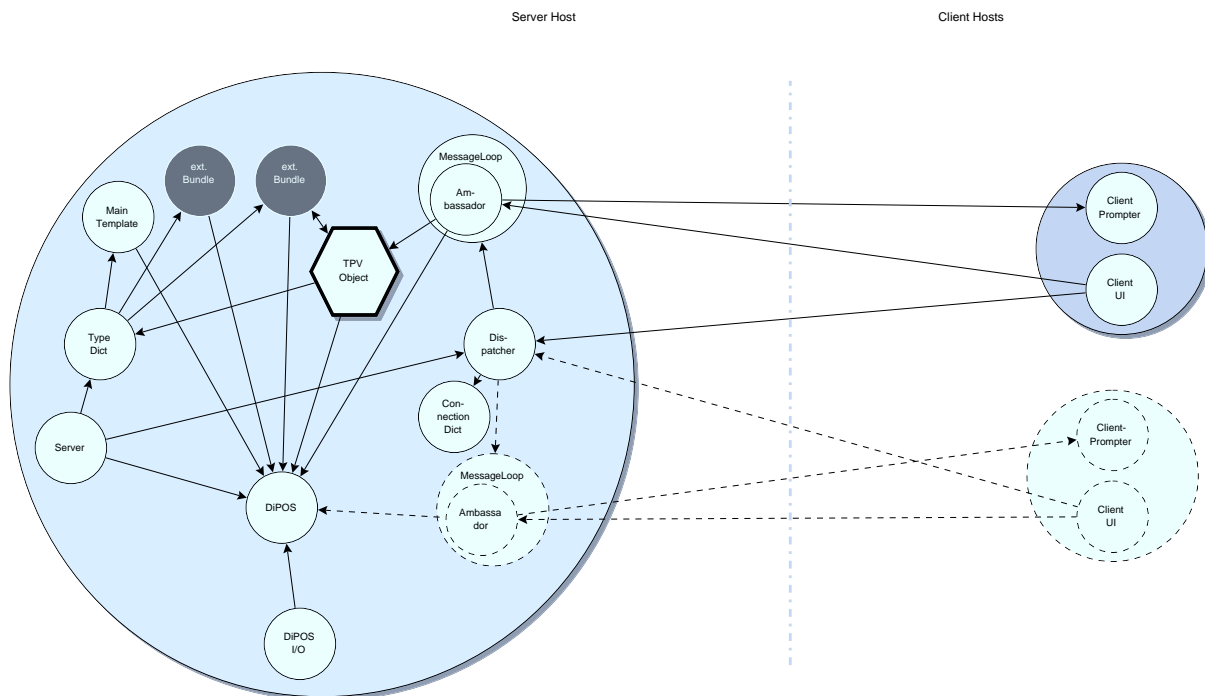 Server Host
Client Hosts
MessageLoop
ext.
Bundle
ext.
Bundle
Am-
bassador
Main
Template
Client
Prompter
TPV
Object
Client
UI
Type
Dict
Dis-
patcher
Con-
nection
Dict
Server
Client-
Prompter
MessageLoop
DiPOS
Ambassa
dor
Client
UI
DiPOS
I/O